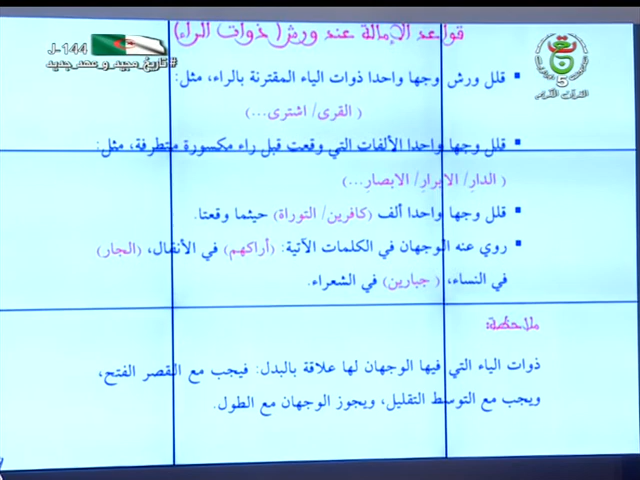 قواعد الإمالة عند ورش( ذوات الراء)
J-144
#تاريخ_مجيد_و_عهد_جديد
5
القرآن الكريم
▪ قلل ورش وجها واحدا ذوات الياء المقترنة بالراء، مثل:
( القرى/ اشترى...)
▪ قلل وجها واحدا الألفات التي وقعت قبل راء مكسورة متطرفة، مثل:
( الدارِ/ الابرارِ/ الابصارِ...)
▪ قلل وجها واحدا ألف (كافرين/ التوراة) حيثما وقعتا.
▪ روي عنه الوجهان في الكلمات الآتية: (أراكهم) في الأنفال، (الجار)
في النساء، ( جبارين) في الشعراء.
ملاحظة:
ذوات الياء التي فيها الوجهان لها علاقة بالبدل: فيجب مع القصر الفتح،
ويجب مع التوسط التقليل، ويجوز الوجهان مع الطول.